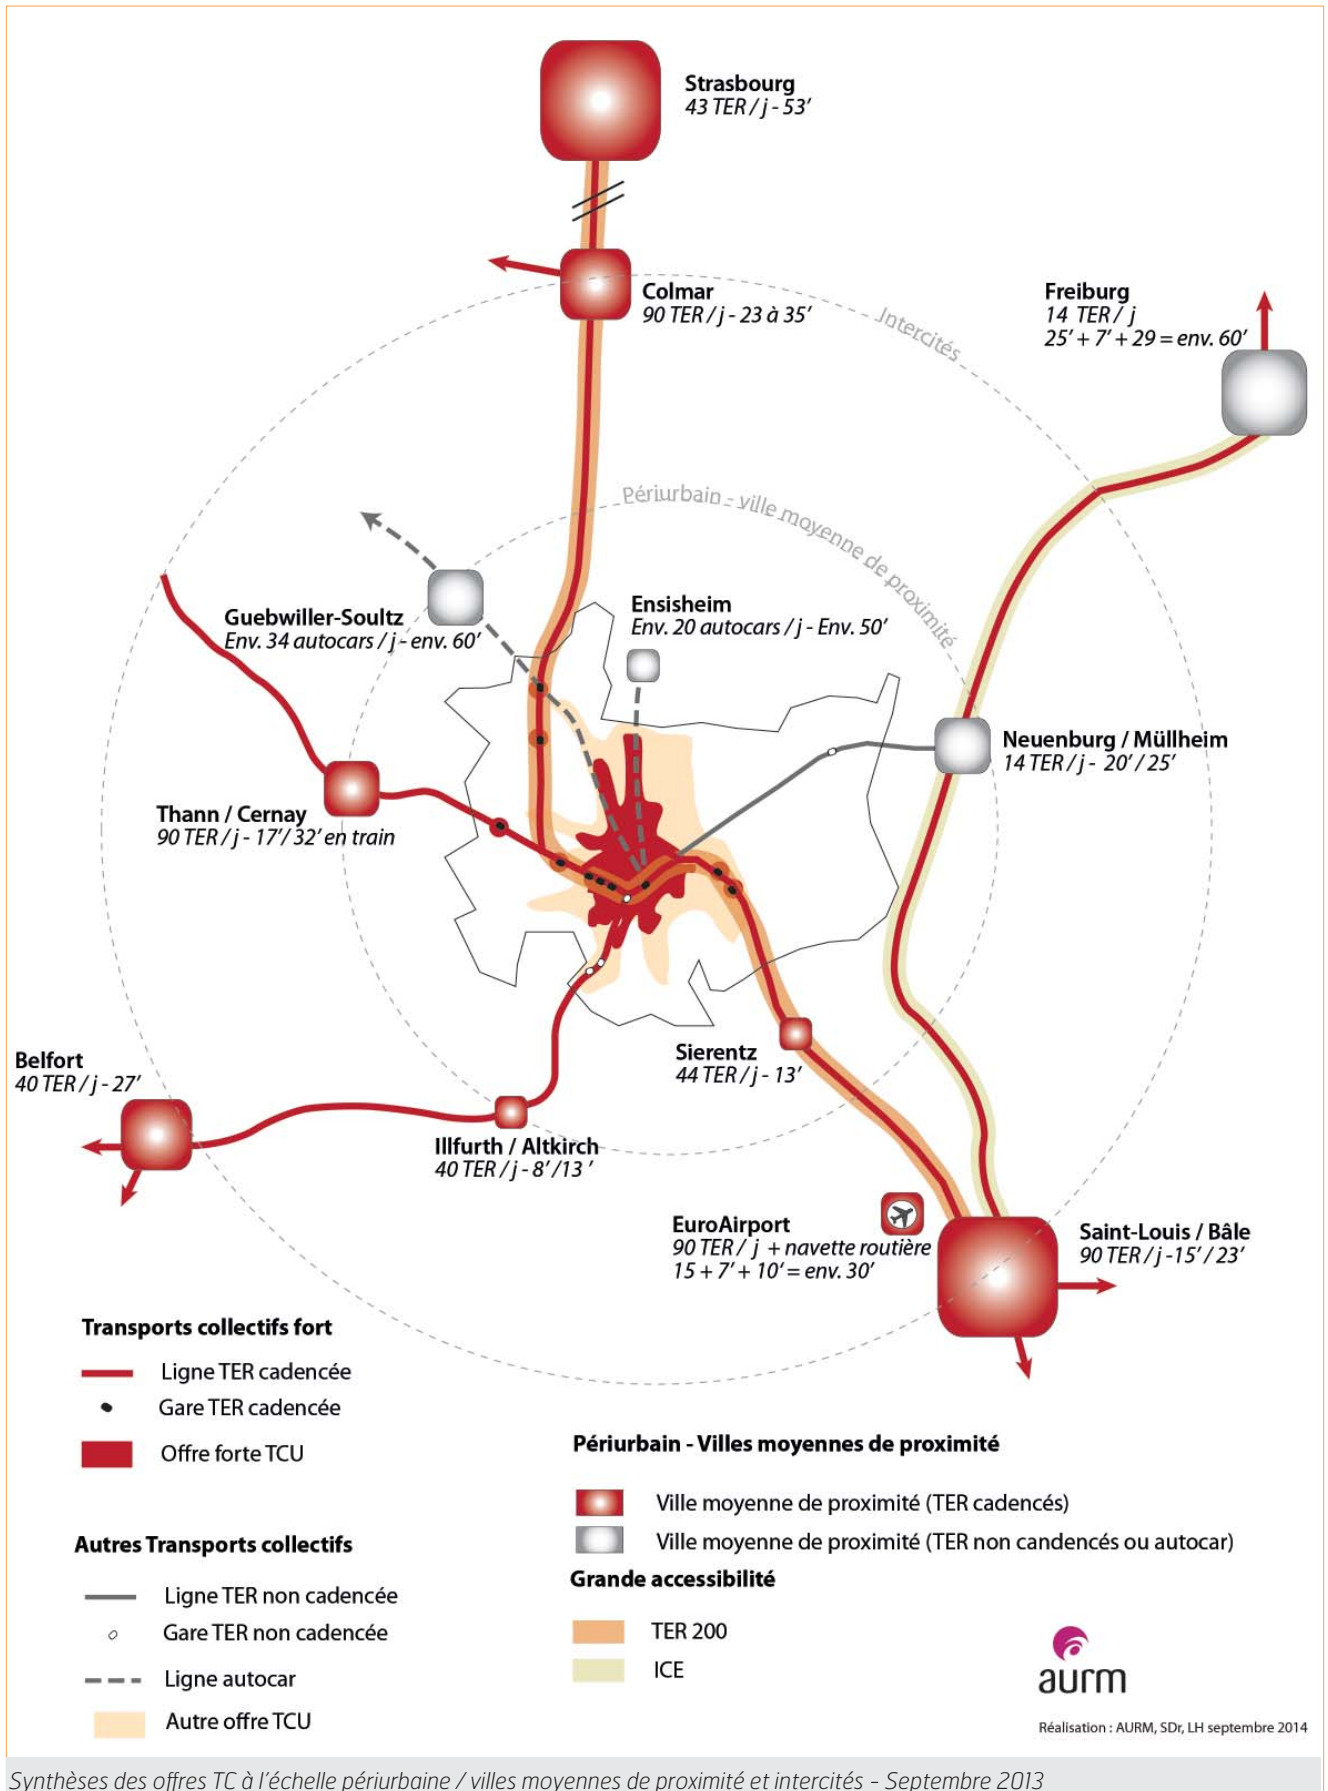 Strasbourg
43 TER / j - 53’
Colmar
90 TER / j - 23 à 35’
Intercités
Freiburg
14 TER / j
25’ + 7’ + 29 = env. 60’
Périurbain - ville moyenne de proximité
Guebwiller-Soultz
Env. 34 autocars / j - env. 60’
Ensisheim
Env. 20 autocars / j - Env. 50’
Neuenburg / Müllheim
14 TER / j - 20’ / 25’
Thann / Cernay
90 TER / j - 17’/ 32’ en train
Sierentz
44 TER / j - 13’
Belfort
40 TER / j - 27’
Illfurth / Altkirch
40 TER / j - 8’ /13 ’
EuroAirport
90 TER / j + navette routière
15 + 7’ + 10’ = env. 30’
Saint-Louis / Bâle
90 TER / j -15’ / 23’
Transports collectifs fort
Ligne TER cadencée
Gare TER cadencée
Offre forte TCU
Autres Transports collectifs
Ligne TER non cadencée
Gare TER non cadencée
Ligne autocar
Autre offre TCU
Périurbain - Villes moyennes de proximité
Ville moyenne de proximité (TER cadencés)
Ville moyenne de proximité (TER non candencés ou autocar)
Grande accessibilité
TER 200
ICE
aurm
Réalisation : AURM, SDr, LH septembre 2014
Synthèses des offres TC à l’échelle périurbaine / villes moyennes de proximité et intercités - Septembre 2013